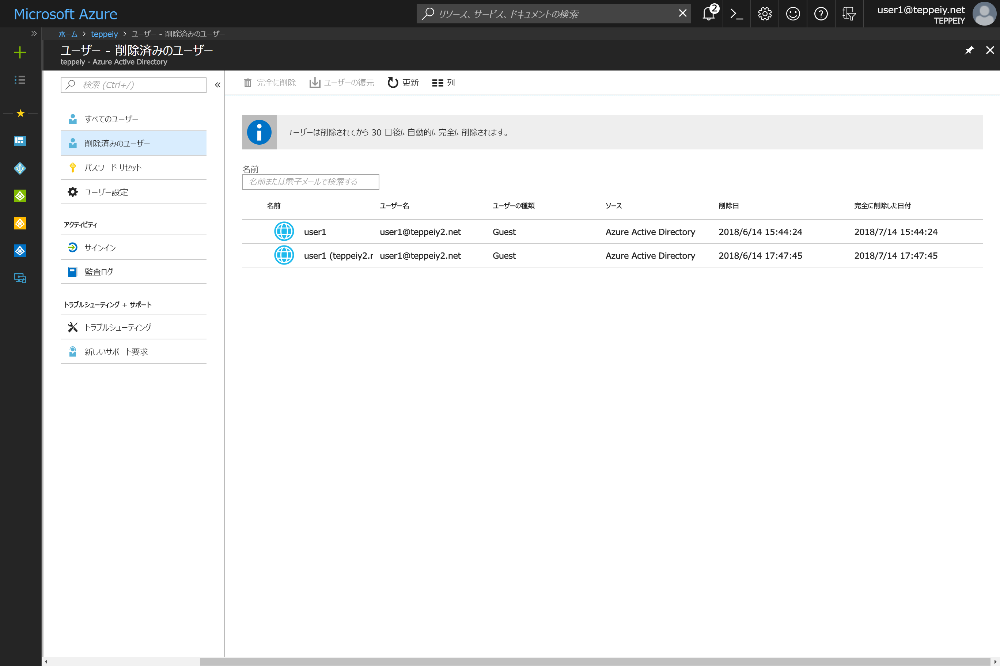 Microsoft Azure
リソース、サービス、ドキュメントの検索
2
user1@teppeiy.net
TEPPEIY
ホーム > teppeiy > ユーザー - 削除済みのユーザー
ユーザー - 削除済みのユーザー
teppeiy - Azure Active Directory
検索 (Ctrl+/)
すべてのユーザー
削除済みのユーザー
パスワード リセット
ユーザー設定
アクティビティ
サインイン
監査ログ
トラブルシューティング + サポート
トラブルシューティング
新しいサポート要求
完全に削除 ユーザーの復元 更新 列
ユーザーは削除されてから 30 日後に自動的に完全に削除されます。
名前
名前または電子メールで検索する
名前 ユーザー名 ユーザーの種類 ソース 削除日 完全に削除した日付
user1 user1@teppeiy2.net Guest Azure Active Directory 2018/6/14 15:44:24 2018/7/14 15:44:24
user1 (teppeiy2.r user1@teppeiy2.net Guest Azure Active Directory 2018/6/14 17:47:45 2018/7/14 17:47:45